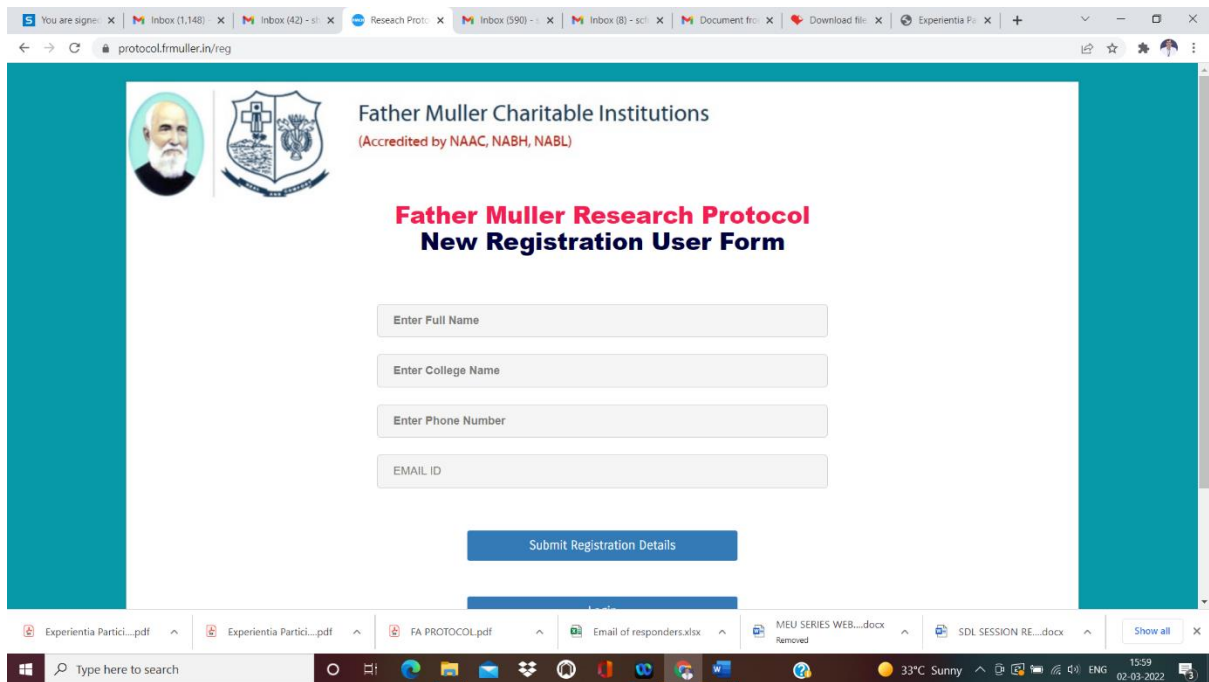 You are signe
Inbox (1,148)
Inbox (42) - s
Reseach Proto
Inbox (590) - s
Inbox (8) - sch
Document fro
Download file
Experientia Pa
protocol.frmuller.in/reg
Father Muller Charitable Institutions
(Accredited by NAAC, NABH, NABL)
Father Muller Research Protocol
New Registration User Form
Enter Full Name
Enter College Name
Enter Phone Number
EMAIL ID
Submit Registration Details
Experientia Partici....pdf
Experientia Partici....pdf
FA PROTOCOL.pdf
Email of responders.xlsx
MEU SERIES WEB....docx
Removed
SDL SESSION RE....docx
Show all
Type here to search
33°C Sunny
ENG
15:59
02-03-2022
3